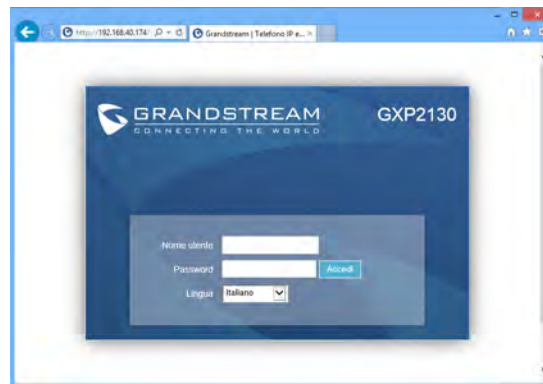 http://192.168.40.174/
Grandstream | Telefono IP e...
GRANDSTREAM
CONNECTING THE WORLD
GXP2130
Nome utente
Password
Accedi
Lingua
Italiano